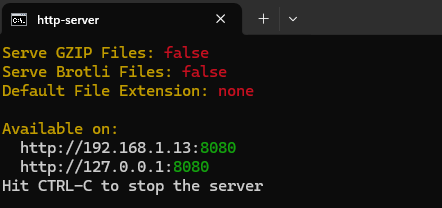 http-server
Serve GZIP Files: false
Serve Brotli Files: false
Default File Extension: none
Available on:
http://192.168.1.13:8080
http://127.0.0.1:8080
Hit CTRL-C to stop the server